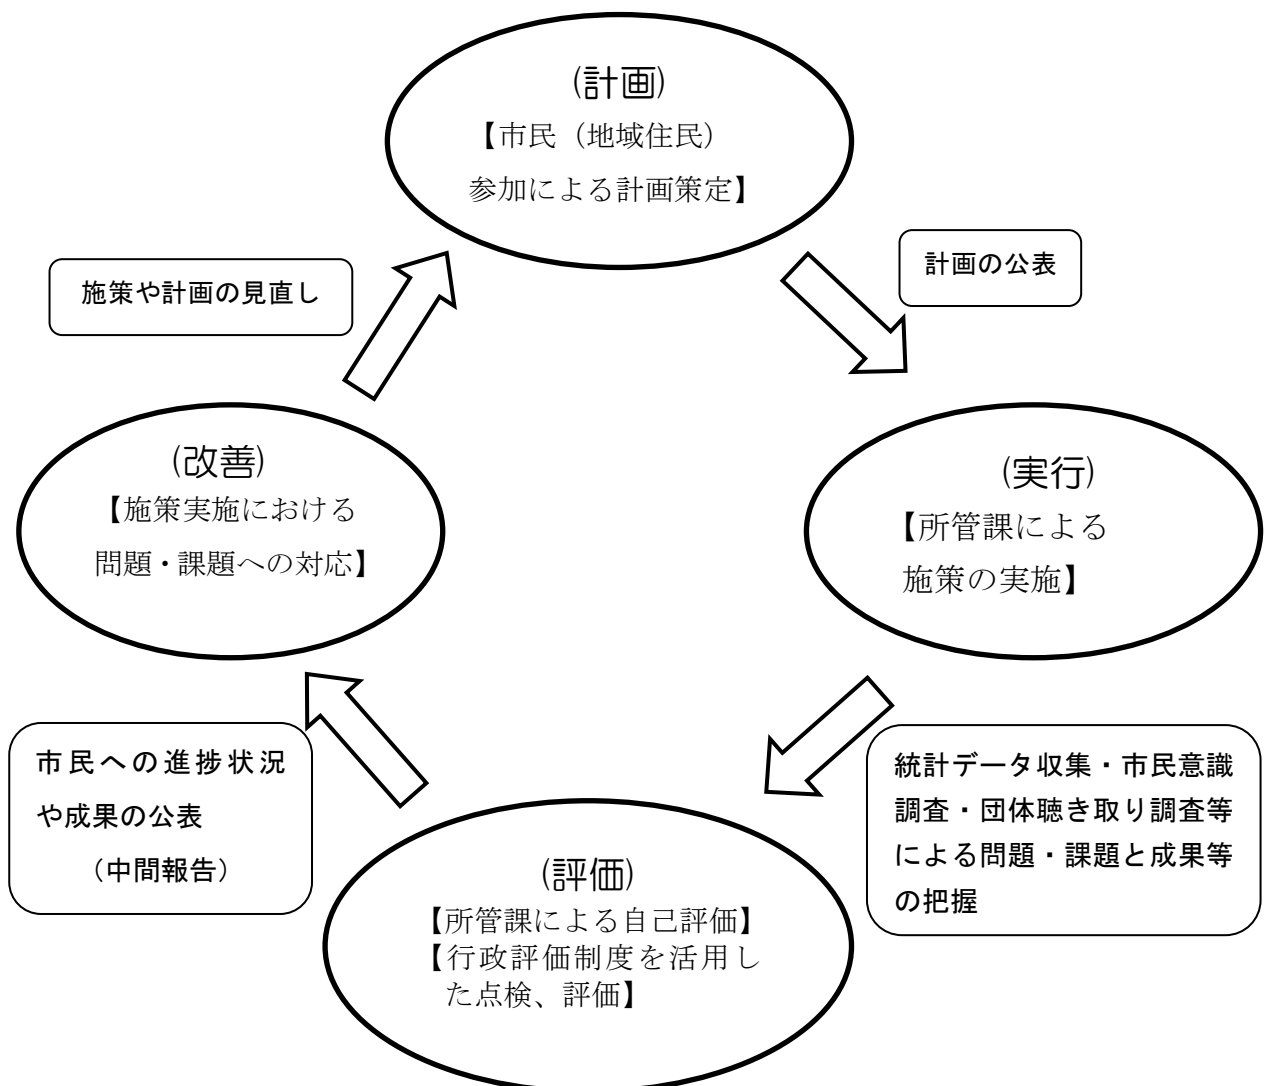 (計画)
【市民（地域住民）
参加による計画策定】
計画の公表
施策や計画の見直し
(改善)
【施策実施における
問題・課題への対応】
(実行)
【所管課による
施策の実施】
市民への進捗状況
や成果の公表
（中間報告）
統計データ収集・市民意識
調査・団体聴き取り調査等
による問題・課題と成果等
の把握
(評価)
【所管課による自己評価】
【行政評価制度を活用し
た点検、評価】